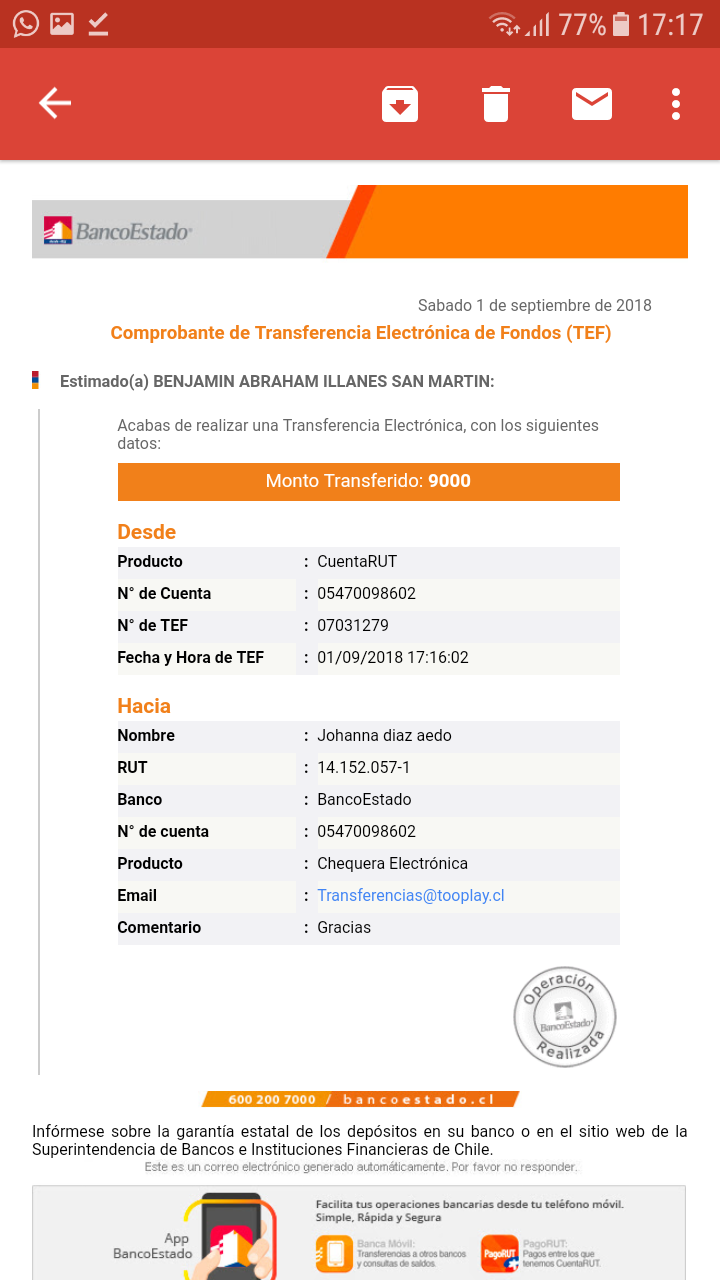 77% 17:17
BancoEstado
Sabado 1 de septiembre de 2018
Comprobante de Transferencia Electrónica de Fondos (TEF)
Estimado(a) BENJAMIN ABRAHAM ILLANES SAN MARTIN:
Acabas de realizar una Transferencia Electrónica, con los siguientes
datos:
Monto Transferido: 9000
Desde
Producto : CuentaRUT
N° de Cuenta : 05470098602
N° de TEF : 07031279
Fecha y Hora de TEF : 01/09/2018 17:16:02
Hacia
Nombre : Johanna diaz aedo
RUT : 14.152.057-1
Banco : BancoEstado
N° de cuenta : 05470098602
Producto : Chequera Electrónica
Email : Transferencias@tooplay.cl
Comentario : Gracias
Operación
BancoEstado
Realizada
600 200 7000 / bancoestado.cl
Infórmese sobre la garantía estatal de los depósitos en su banco o en el sitio web de la
Superintendencia de Bancos e Instituciones Financieras de Chile.
Este es un correo electrónico generado automáticamente. Por favor no responder.
App
BancoEstado
Facilita tus operaciones bancarias desde tu teléfono móvil.
Simple, Rápida y Segura
Banca Móvil:
Transferencias a otros bancos
y consultas de saldos.
PagoRUT
PagoRUT:
Pagos entre los que
tenemos CuentaRUT.